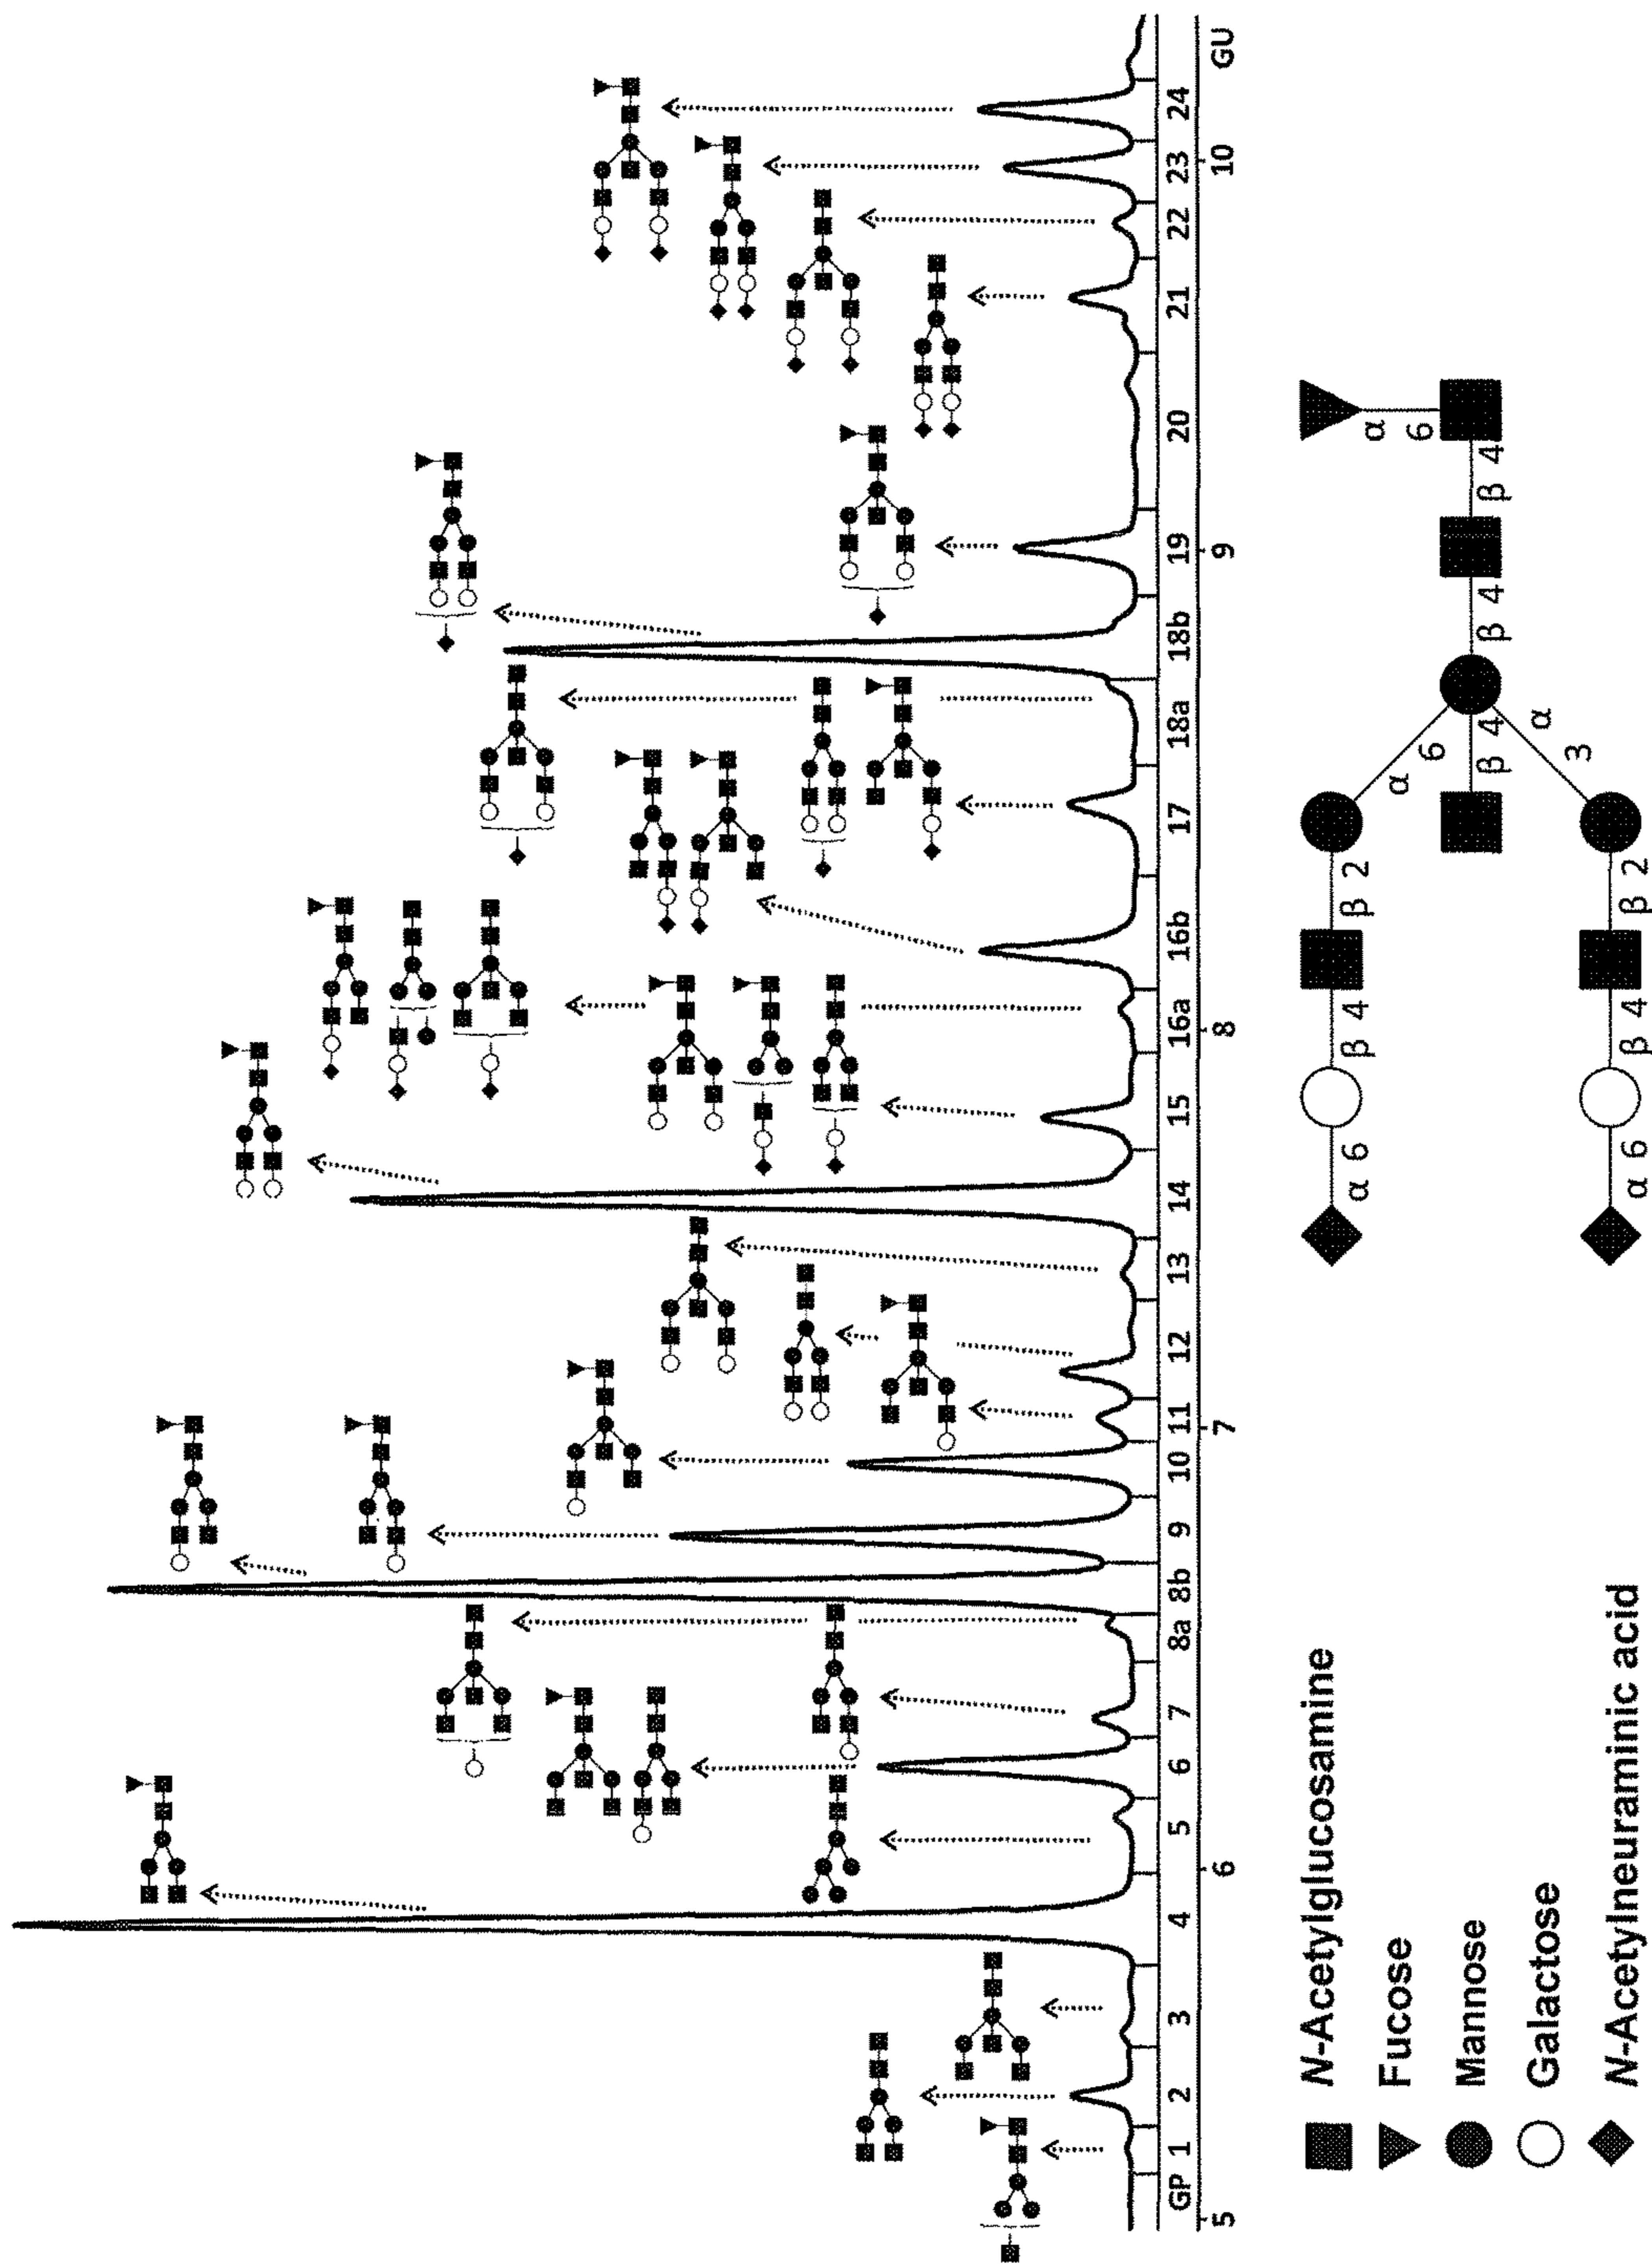 GP 1 2 3 4 5 6 7 8a 8b 9 10 11 12 13 14 15 16a 16b 17 18a 18b 19 20 21 22 23 24
5 6 7 8 9 10 GU
N-Acetylglucosamine
Fucose
Mannose
Galactose
N-Acetylneuraminic acid
α 6 β 4 β 2 α 6
β 4 β 4 β 4 α 6
α 6 β 4 β 2 α 3